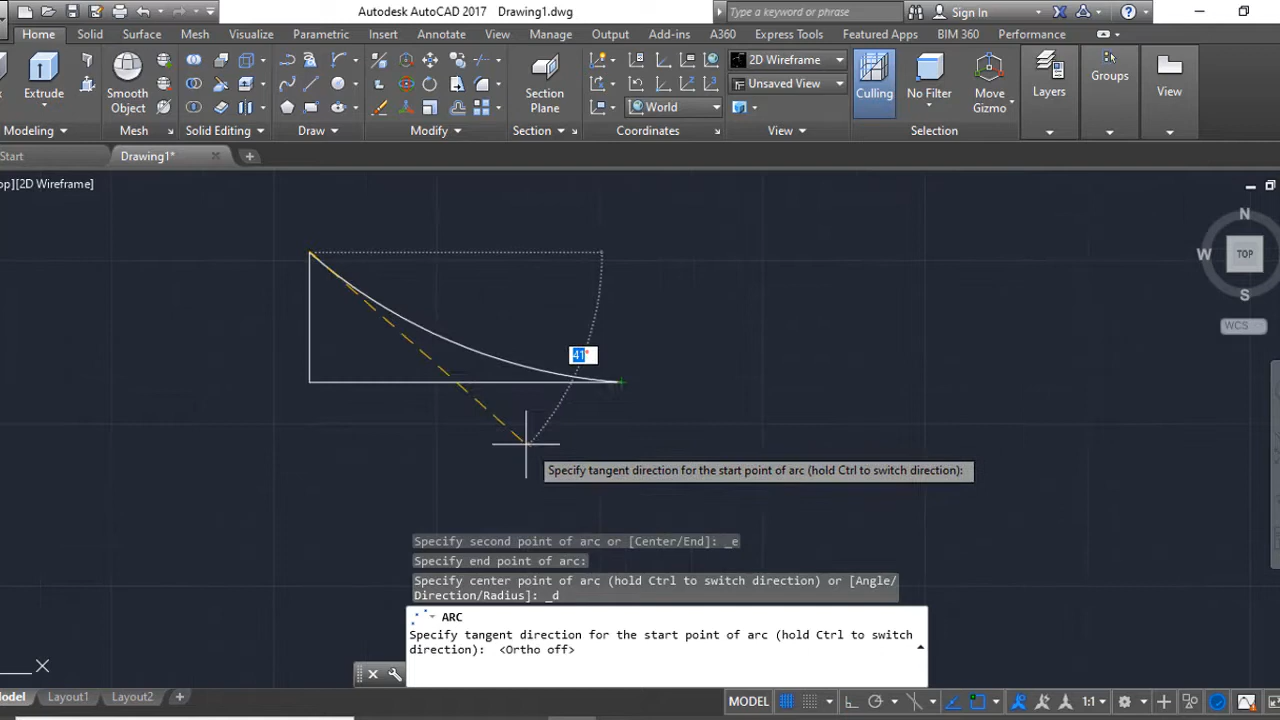 Autodesk AutoCAD 2017 Drawing1.dwg
Type a keyword or phrase
Sign In
Home Solid Surface Mesh Visualize Parametric Insert Annotate View Manage Output Add-ins A360 Express Tools Featured Apps BIM 360 Performance
Extrude
Smooth
Object
Section
Plane
World
2D Wireframe
Unsaved View
Culling
No Filter
Move
Gizmo
Layers
Groups
View
Modeling Mesh Solid Editing Draw Modify Section Coordinates View Selection
Start Drawing1* +
op][2D Wireframe]
N
W TOP
S
WCS
41°
Specify tangent direction for the start point of arc (hold Ctrl to switch direction):
Specify second point of arc or [Center/End]: _e
Specify end point of arc:
Specify center point of arc (hold Ctrl to switch direction) or [Angle/
Direction/Radius]: _d
ARC
Specify tangent direction for the start point of arc (hold Ctrl to switch
direction): <Ortho off>
Model Layout1 Layout2 +
MODEL 1:1